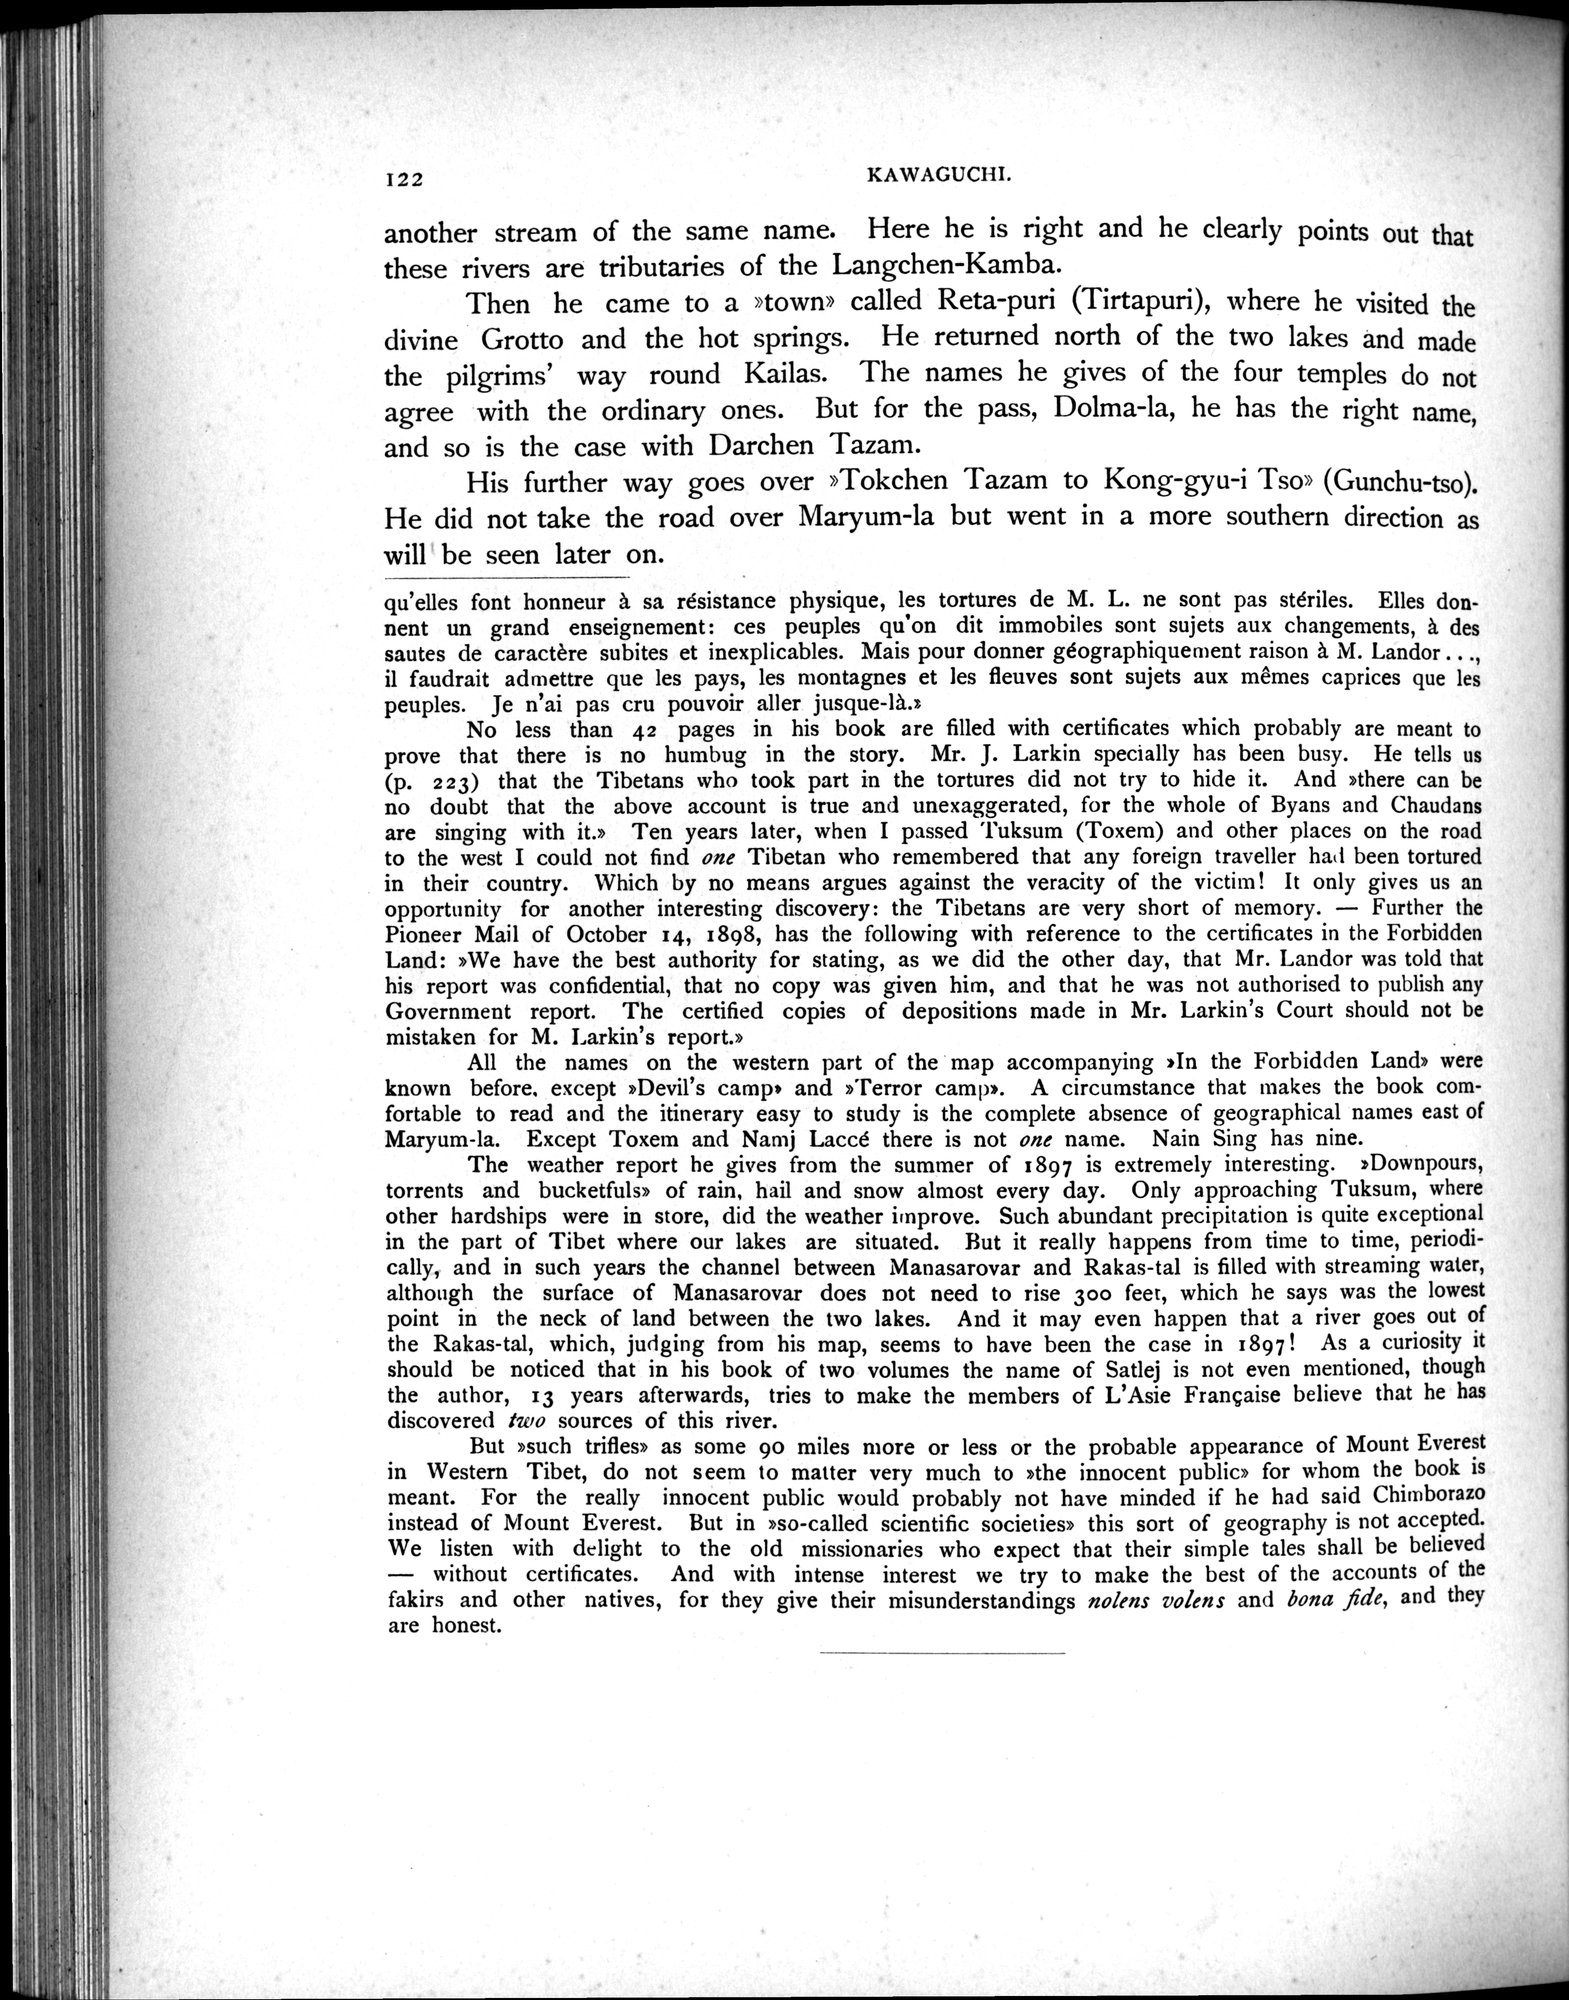 122
KAWAGUCHI.
another stream of the same name. Here he is right and he clearly points out that
these rivers are tributaries of the Langchen-Kamba.
Then he came to a »town» called Reta-puri (Tirtapuri), where he visited the
divine Grotto and the hot springs. He returned north of the two lakes and made
the pilgrims' way round Kailas. The names he gives of the four temples do not
agree with the ordinary ones. But for the pass, Dolma-la, he has the right name,
and so is the case with Darchen Tazam.
His further way goes over »Tokchen Tazam to Kong-gyu-i Tso» (Gunchu-tso).
He did not take the road over Maryum-la but went in a more southern direction as
will be seen later on.
qu'elles font honneur à sa résistance physique, les tortures de M. L. ne sont pas stériles. Elles don-
nent un grand enseignement: ces peuples qu'on dit immobiles sont sujets aux changements, à des
sautes de caractère subites et inexplicables. Mais pour donner géographiquement raison à M. Landor ...,
il faudrait admettre que les pays, les montagnes et les fleuves sont sujets aux mêmes caprices que les
peuples. Je n'ai pas cru pouvoir aller jusque-là.»
No less than 42 pages in his book are filled with certificates which probably are meant to
prove that there is no humbug in the story. Mr. J. Larkin specially has been busy. He tells us
(p. 223) that the Tibetans who took part in the tortures did not try to hide it. And »there can be
no doubt that the above account is true and unexaggerated, for the whole of Byans and Chaudans
are singing with it.» Ten years later, when I passed Tuksum (Toxem) and other places on the road
to the west I could not find one Tibetan who remembered that any foreign traveller had been tortured
in their country. Which by no means argues against the veracity of the victim! It only gives us an
opportunity for another interesting discovery: the Tibetans are very short of memory. — Further the
Pioneer Mail of October 14, 1898, has the following with reference to the certificates in the Forbidden
Land: »We have the best authority for stating, as we did the other day, that Mr. Landor was told that
his report was confidential, that no copy was given him, and that he was not authorised to publish any
Government report. The certified copies of depositions made in Mr. Larkin's Court should not be
mistaken for M. Larkin's report.»
All the names on the western part of the map accompanying »In the Forbidden Land» were
known before, except »Devil's camp» and »Terror camp». A circumstance that makes the book com-
fortable to read and the itinerary easy to study is the complete absence of geographical names east of
Maryum-la. Except Toxem and Namj Laccé there is not one name. Nain Sing has nine.
The weather report he gives from the summer of 1897 is extremely interesting. »Downpours,
torrents and bucketfuls» of rain, hail and snow almost every day. Only approaching Tuksum, where
other hardships were in store, did the weather improve. Such abundant precipitation is quite exceptional
in the part of Tibet where our lakes are situated. But it really happens from time to time, periodi-
cally, and in such years the channel between Manasarovar and Rakas-tal is filled with streaming water,
although the surface of Manasarovar does not need to rise 300 feet, which he says was the lowest
point in the neck of land between the two lakes. And it may even happen that a river goes out of
the Rakas-tal, which, judging from his map, seems to have been the case in 1897! As a curiosity it
should be noticed that in his book of two volumes the name of Satlej is not even mentioned, though
the author, 13 years afterwards, tries to make the members of L'Asie Française believe that he has
discovered two sources of this river.
But »such trifles» as some 90 miles more or less or the probable appearance of Mount Everest
in Western Tibet, do not seem to matter very much to »the innocent public» for whom the book is
meant. For the really innocent public would probably not have minded if he had said Chimborazo
instead of Mount Everest. But in »so-called scientific societies» this sort of geography is not accepted.
We listen with delight to the old missionaries who expect that their simple tales shall be believed
— without certificates. And with intense interest we try to make the best of the accounts of the
fakirs and other natives, for they give their misunderstandings nolens volens and bona fide, and they
are honest.